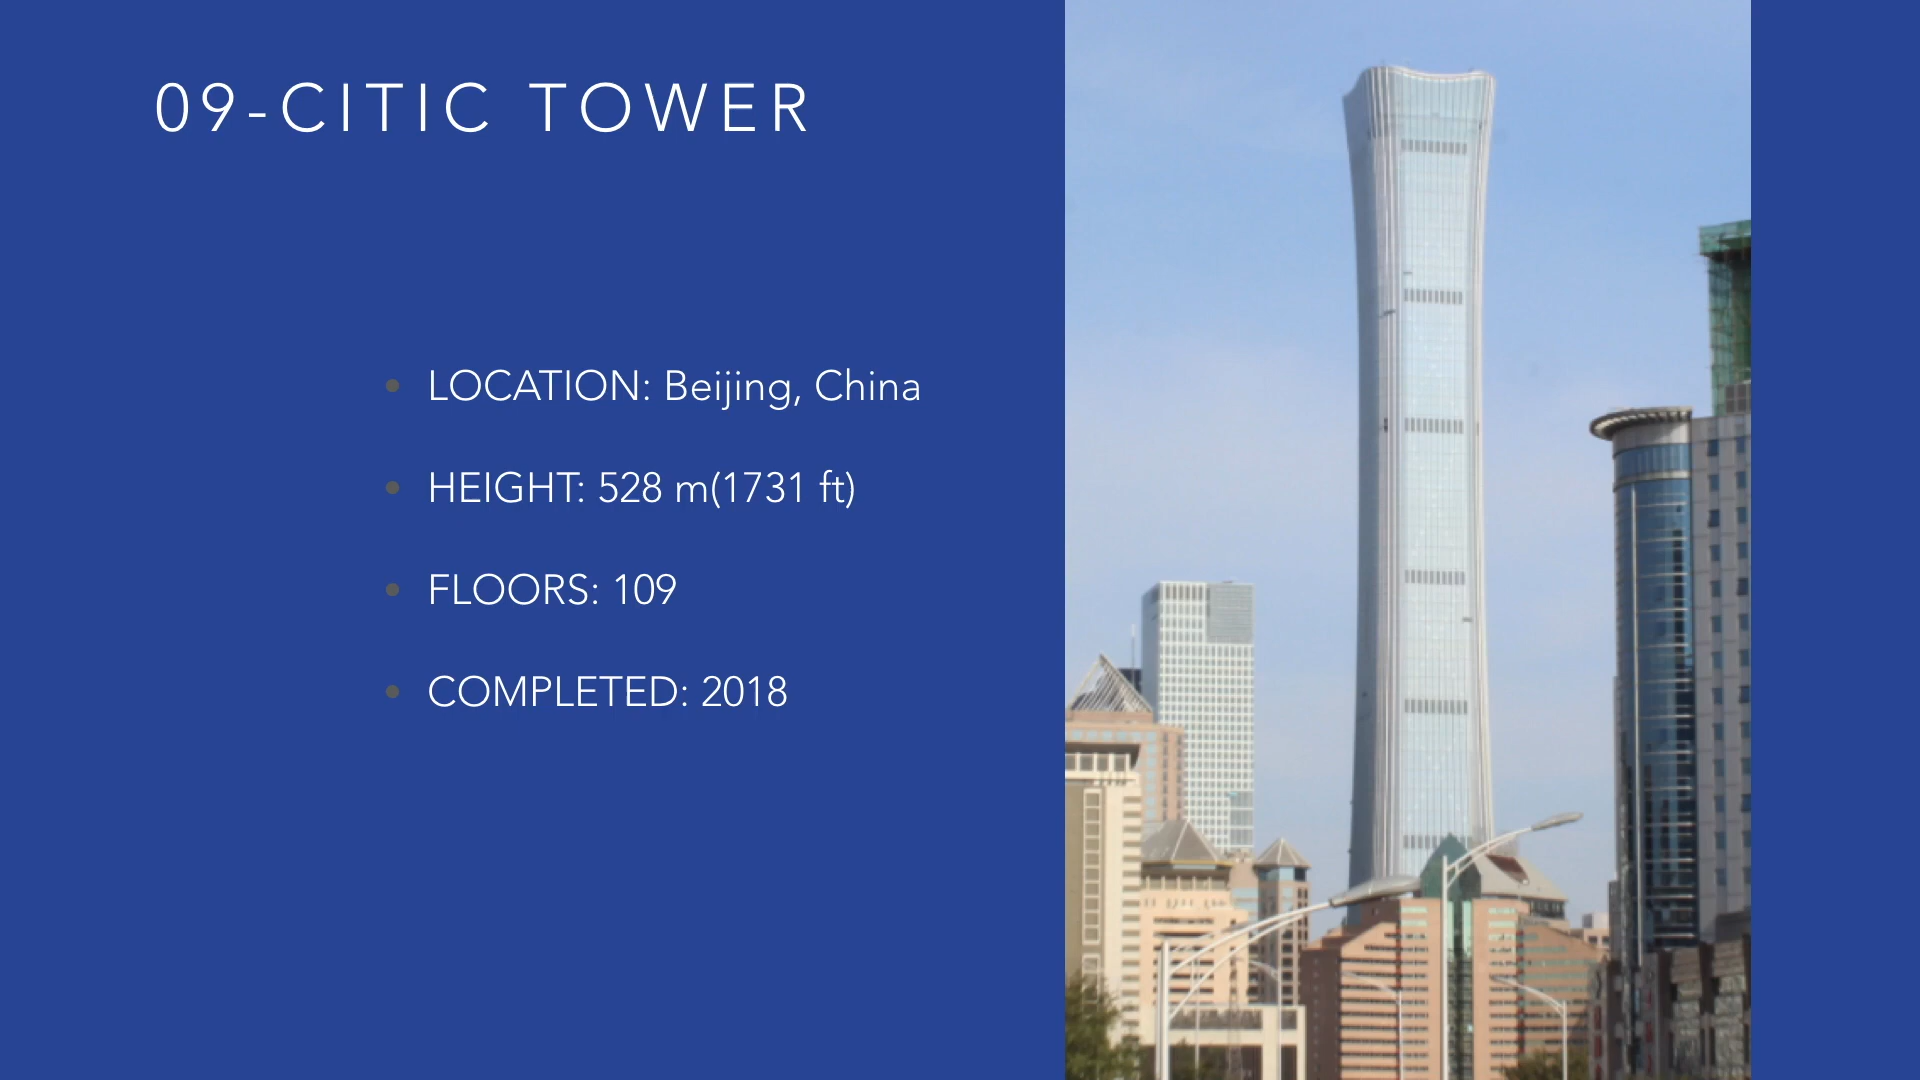 09-CITIC TOWER
LOCATION: Beijing, China
HEIGHT: 528 m(1731 ft)
FLOORS: 109
COMPLETED: 2018